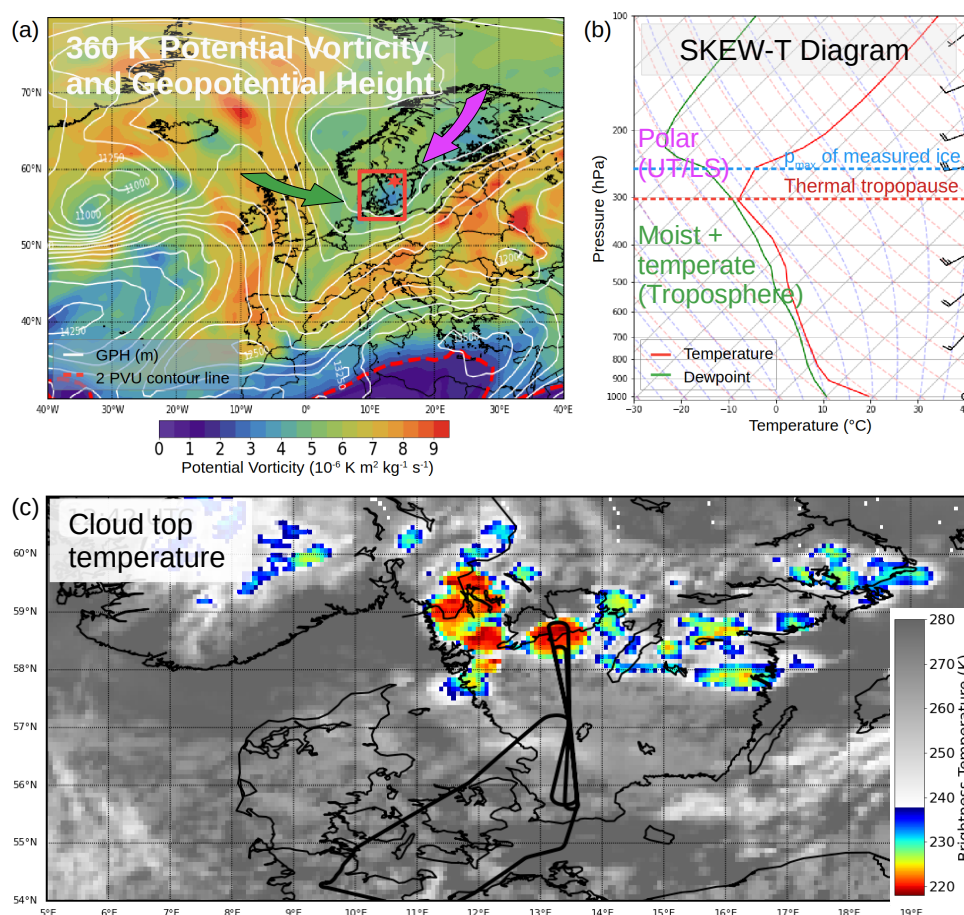 (a)
360 K Potential Vorticity
and Geopotential Height
70°N
60°N
50°N
40°N
11250
11000
12000
14250
12500
13250
GPH (m)
2 PVU contour line
40°W 30°W 20°W 10°W 0° 10°E 20°E 30°E 40°E
0 1 2 3 4 5 6 7 8 9
Potential Vorticity (10⁻⁶ K m² kg⁻¹ s⁻¹)
(b)
SKEW-T Diagram
100
200
300
400
500
600
700
800
900
1000
Pressure (hPa)
Polar
(UT/LS)
pmax of measured ice
Thermal tropopause
Moist +
temperate
(Troposphere)
Temperature
Dewpoint
−30 −20 −10 0 10 20 30 40
Temperature (°C)
(c)
Cloud top
temperature
60°N
59°N
58°N
57°N
56°N
55°N
54°N
5°E 6°E 7°E 8°E 9°E 10°E 11°E 12°E 13°E 14°E 15°E 16°E 17°E 18°E 19°E
280
270
260
250
240
230
220
Brightness Temperature (K)